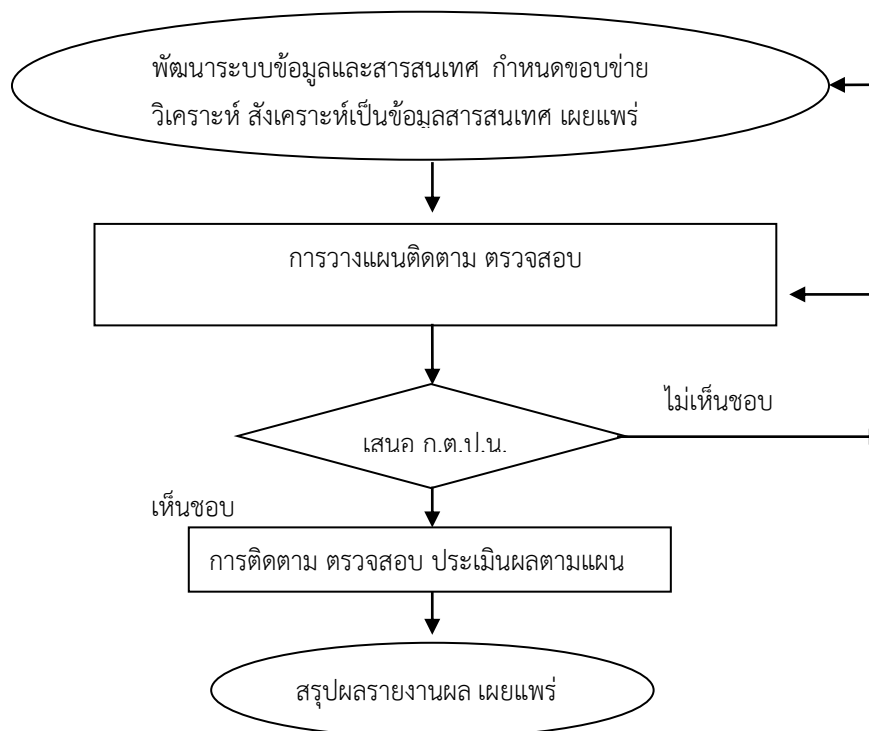 พัฒนาระบบข้อมูลและสารสนเทศ กำหนดขอบข่าย
วิเคราะห์ สังเคราะห์เป็นข้อมูลสารสนเทศ เผยแพร่
การวางแผนติดตาม ตรวจสอบ
ไม่เห็นชอบ
เสนอ ก.ต.ป.น.
เห็นชอบ
การติดตาม ตรวจสอบ ประเมินผลตามแผน
สรุปผลรายงานผล เผยแพร่